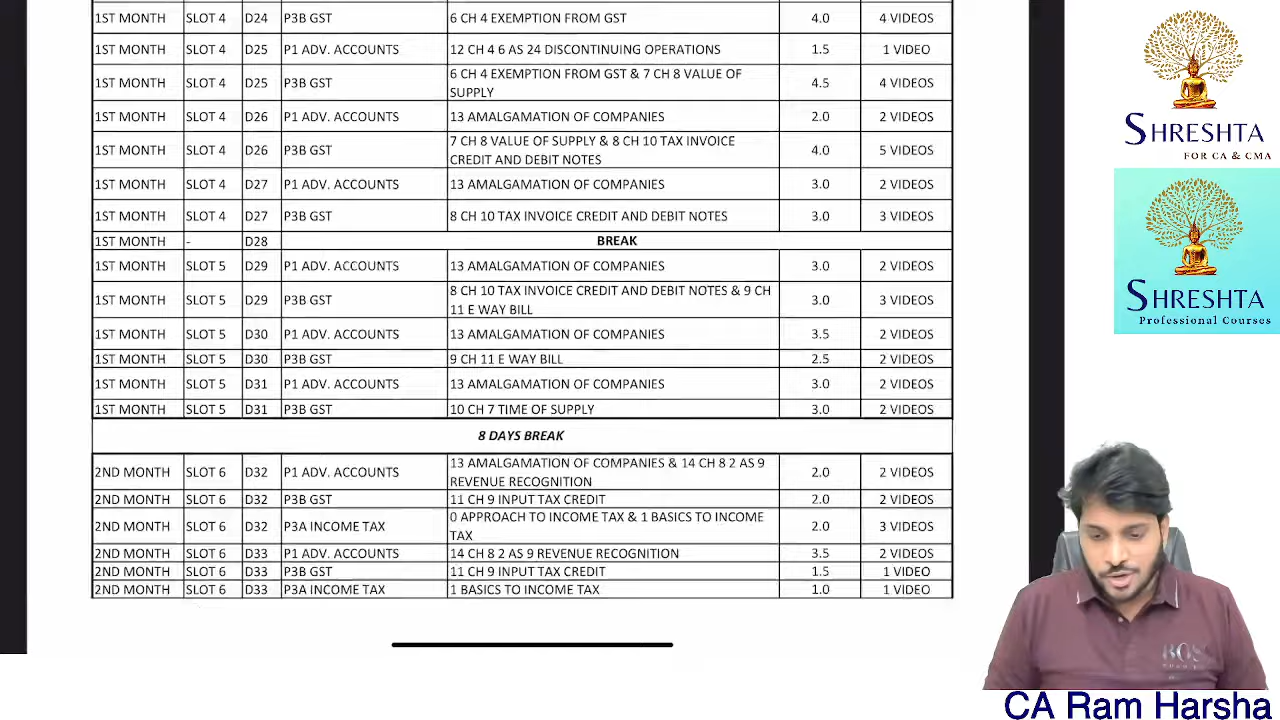 1ST MONTH SLOT 4 D24 P3B GST 6 CH 4 EXEMPTION FROM GST 4.0 4 VIDEOS
1ST MONTH SLOT 4 D25 P1 ADV. ACCOUNTS 12 CH 4 6 AS 24 DISCONTINUING OPERATIONS 1.5 1 VIDEO
1ST MONTH SLOT 4 D25 P3B GST 6 CH 4 EXEMPTION FROM GST & 7 CH 8 VALUE OF
SUPPLY 4.5 4 VIDEOS
1ST MONTH SLOT 4 D26 P1 ADV. ACCOUNTS 13 AMALGAMATION OF COMPANIES 2.0 2 VIDEOS
1ST MONTH SLOT 4 D26 P3B GST 7 CH 8 VALUE OF SUPPLY & 8 CH 10 TAX INVOICE
CREDIT AND DEBIT NOTES 4.0 5 VIDEOS
1ST MONTH SLOT 4 D27 P1 ADV. ACCOUNTS 13 AMALGAMATION OF COMPANIES 3.0 2 VIDEOS
1ST MONTH SLOT 4 D27 P3B GST 8 CH 10 TAX INVOICE CREDIT AND DEBIT NOTES 3.0 3 VIDEOS
1ST MONTH - D28 BREAK
1ST MONTH SLOT 5 D29 P1 ADV. ACCOUNTS 13 AMALGAMATION OF COMPANIES 3.0 2 VIDEOS
1ST MONTH SLOT 5 D29 P3B GST 8 CH 10 TAX INVOICE CREDIT AND DEBIT NOTES & 9 CH
11 E WAY BILL 3.0 3 VIDEOS
1ST MONTH SLOT 5 D30 P1 ADV. ACCOUNTS 13 AMALGAMATION OF COMPANIES 3.5 2 VIDEOS
1ST MONTH SLOT 5 D30 P3B GST 9 CH 11 E WAY BILL 2.5 2 VIDEOS
1ST MONTH SLOT 5 D31 P1 ADV. ACCOUNTS 13 AMALGAMATION OF COMPANIES 3.0 2 VIDEOS
1ST MONTH SLOT 5 D31 P3B GST 10 CH 7 TIME OF SUPPLY 3.0 2 VIDEOS
8 DAYS BREAK
2ND MONTH SLOT 6 D32 P1 ADV. ACCOUNTS 13 AMALGAMATION OF COMPANIES & 14 CH 8 2 AS 9
REVENUE RECOGNITION 2.0 2 VIDEOS
2ND MONTH SLOT 6 D32 P3B GST 11 CH 9 INPUT TAX CREDIT 2.0 2 VIDEOS
2ND MONTH SLOT 6 D32 P3A INCOME TAX 0 APPROACH TO INCOME TAX & 1 BASICS TO INCOME
TAX 2.0 3 VIDEOS
2ND MONTH SLOT 6 D33 P1 ADV. ACCOUNTS 14 CH 8 2 AS 9 REVENUE RECOGNITION 3.5 2 VIDEOS
2ND MONTH SLOT 6 D33 P3B GST 11 CH 9 INPUT TAX CREDIT 1.5 1 VIDEO
2ND MONTH SLOT 6 D33 P3A INCOME TAX 1 BASICS TO INCOME TAX 1.0 1 VIDEO
SHRESHTA
FOR CA & CMA
SHRESHTA
Professional Courses
BOSS
CA Ram Harsha